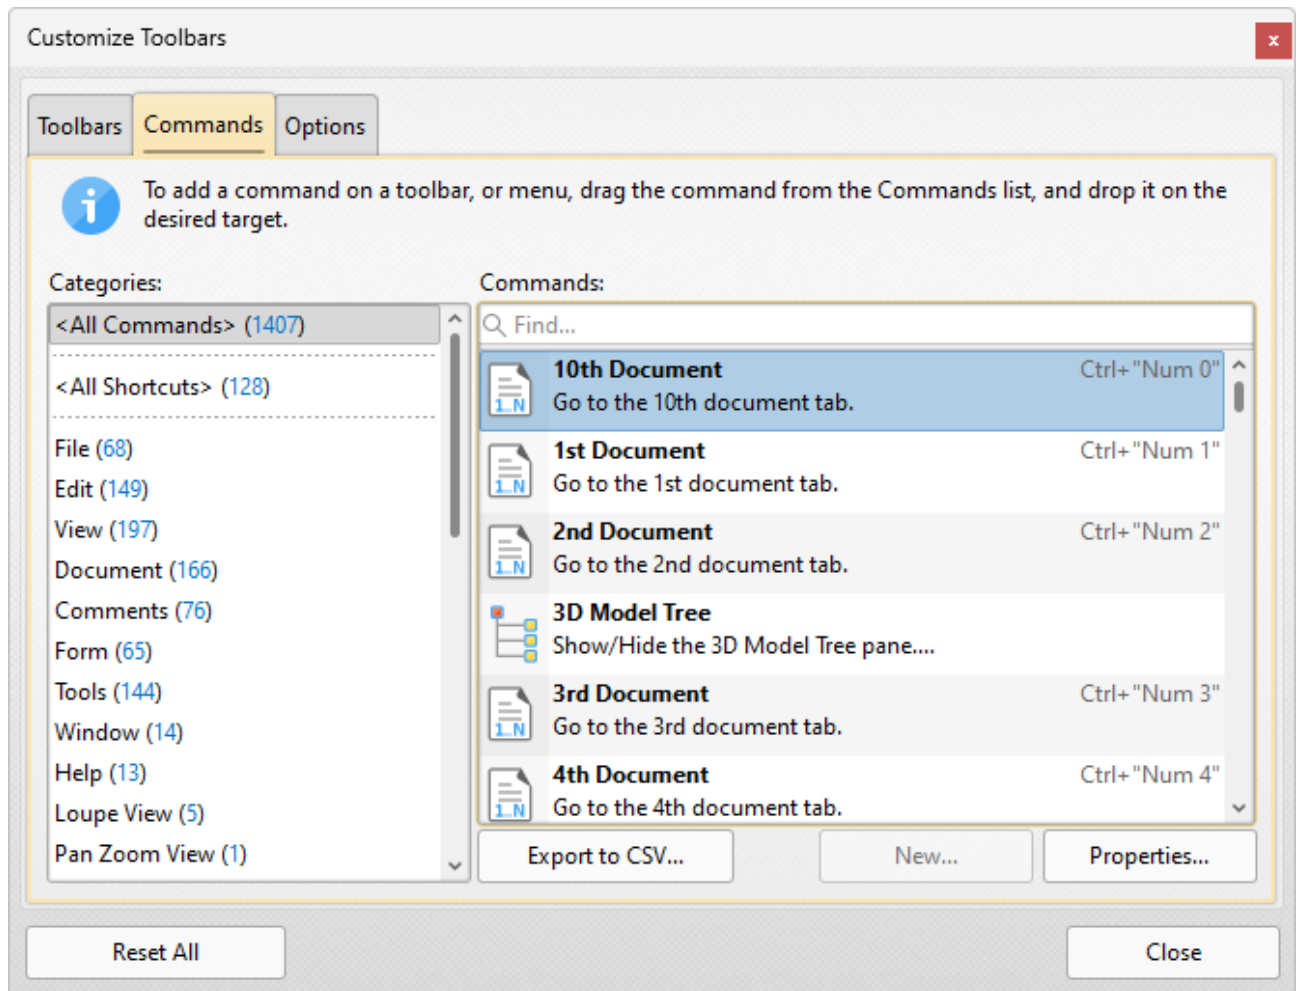 Customize Toolbars
x
Toolbars
Commands
Options
i
To add a command on a toolbar, or menu, drag the command from the Commands list, and drop it on the
desired target.
Categories:
<All Commands> (1407)
<All Shortcuts> (128)
File (68)
Edit (149)
View (197)
Document (166)
Comments (76)
Form (65)
Tools (144)
Window (14)
Help (13)
Loupe View (5)
Pan Zoom View (1)
Commands:
Find...
1..N
10th Document
Ctrl+"Num 0"
Go to the 10th document tab.
1..N
1st Document
Ctrl+"Num 1"
Go to the 1st document tab.
1..N
2nd Document
Ctrl+"Num 2"
Go to the 2nd document tab.
3D Model Tree
Show/Hide the 3D Model Tree pane....
1..N
3rd Document
Ctrl+"Num 3"
Go to the 3rd document tab.
1..N
4th Document
Ctrl+"Num 4"
Go to the 4th document tab.
Export to CSV...
New...
Properties...
Reset All
Close